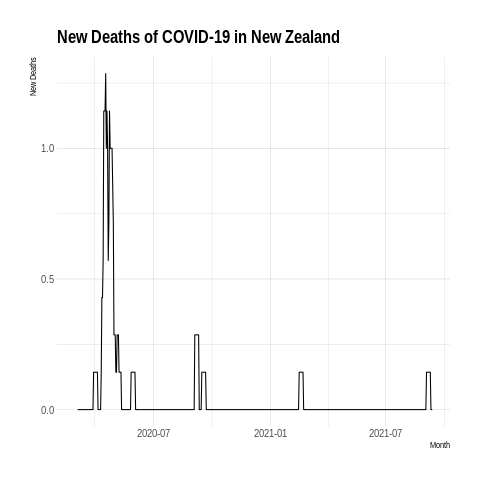 New Deaths of COVID-19 in New Zealand
New Deaths
1.0
0.5
0.0
2020-07 2021-01 2021-07
Month